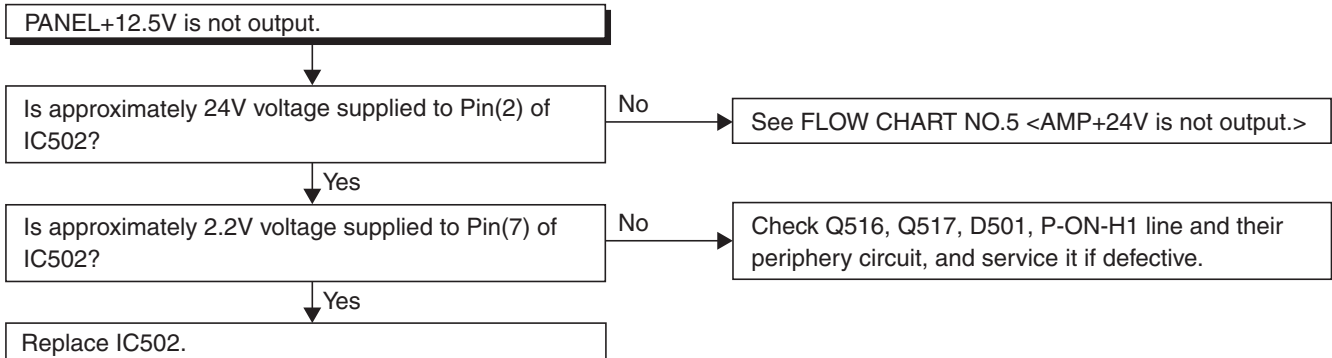 PANEL+12.5V is not output.
Is approximately 24V voltage supplied to Pin(2) of
IC502?
No
See FLOW CHART NO.5 <AMP+24V is not output.>
Yes
Is approximately 2.2V voltage supplied to Pin(7) of
IC502?
No
Check Q516, Q517, D501, P-ON-H1 line and their
periphery circuit, and service it if defective.
Yes
Replace IC502.